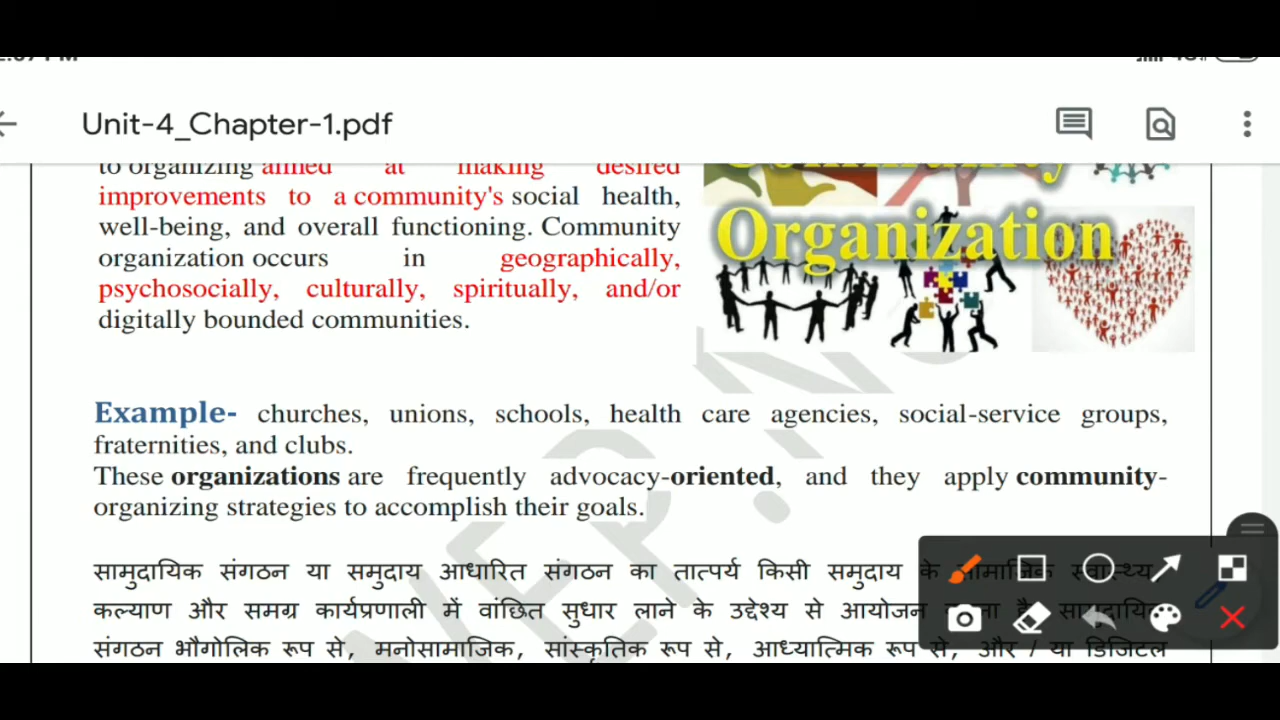 Unit-4_Chapter-1.pdf
to organizing aimed at making desired
improvements to a community's social health,
well-being, and overall functioning. Community
organization occurs in geographically,
psychosocially, culturally, spiritually, and/or
digitally bounded communities.
Community
Organization
Example- churches, unions, schools, health care agencies, social-service groups,
fraternities, and clubs.
These organizations are frequently advocacy-oriented, and they apply community-
organizing strategies to accomplish their goals.
सामुदायिक संगठन या समुदाय आधारित संगठन का तात्पर्य किसी समुदाय के सामाजिक स्वास्थ्य,
कल्याण और समग्र कार्यप्रणाली में वांछित सुधार लाने के उद्देश्य से आयोजन
संगठन भौगोलिक रूप से, मनोसामाजिक, सांस्कृतिक रूप से, आध्यात्मिक रूप से, और / या डिजिटल